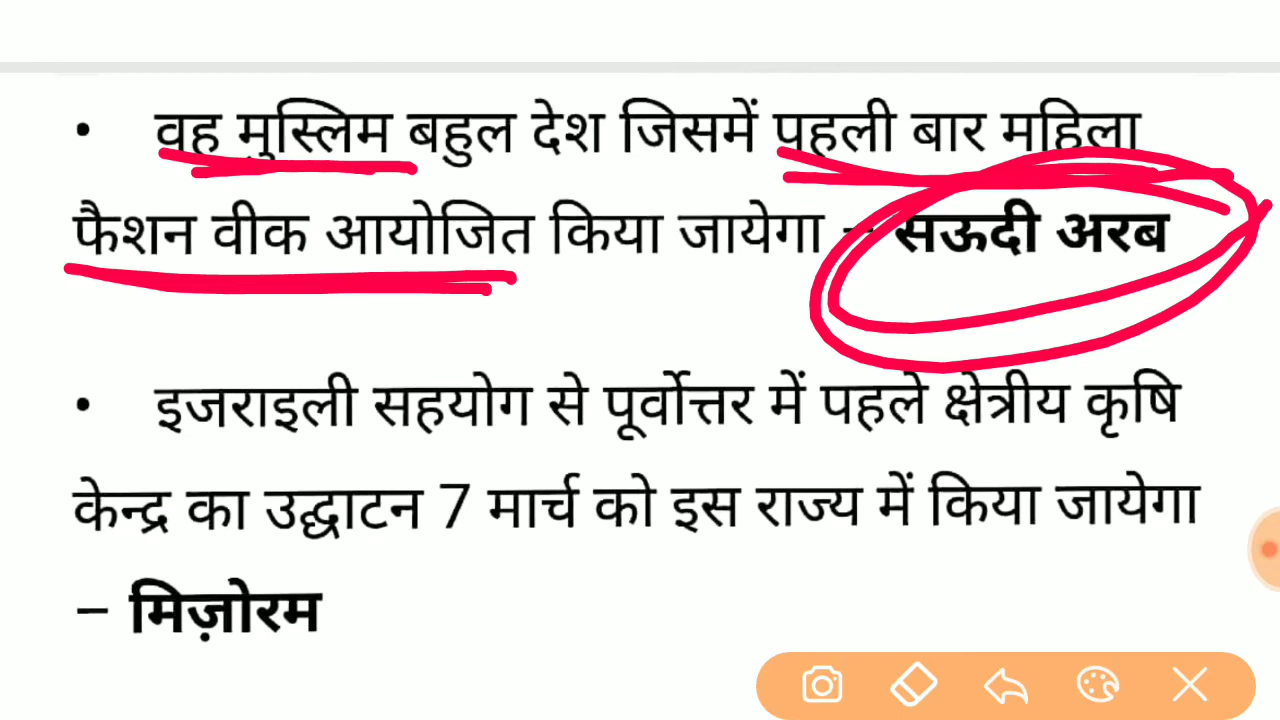 • वह मुस्लिम बहुल देश जिसमें पहली बार महिला
फैशन वीक आयोजित किया जायेगा – सऊदी अरब
• इजराइली सहयोग से पूर्वोत्तर में पहले क्षेत्रीय कृषि
केन्द्र का उद्घाटन 7 मार्च को इस राज्य में किया जायेगा
– मिज़ोरम